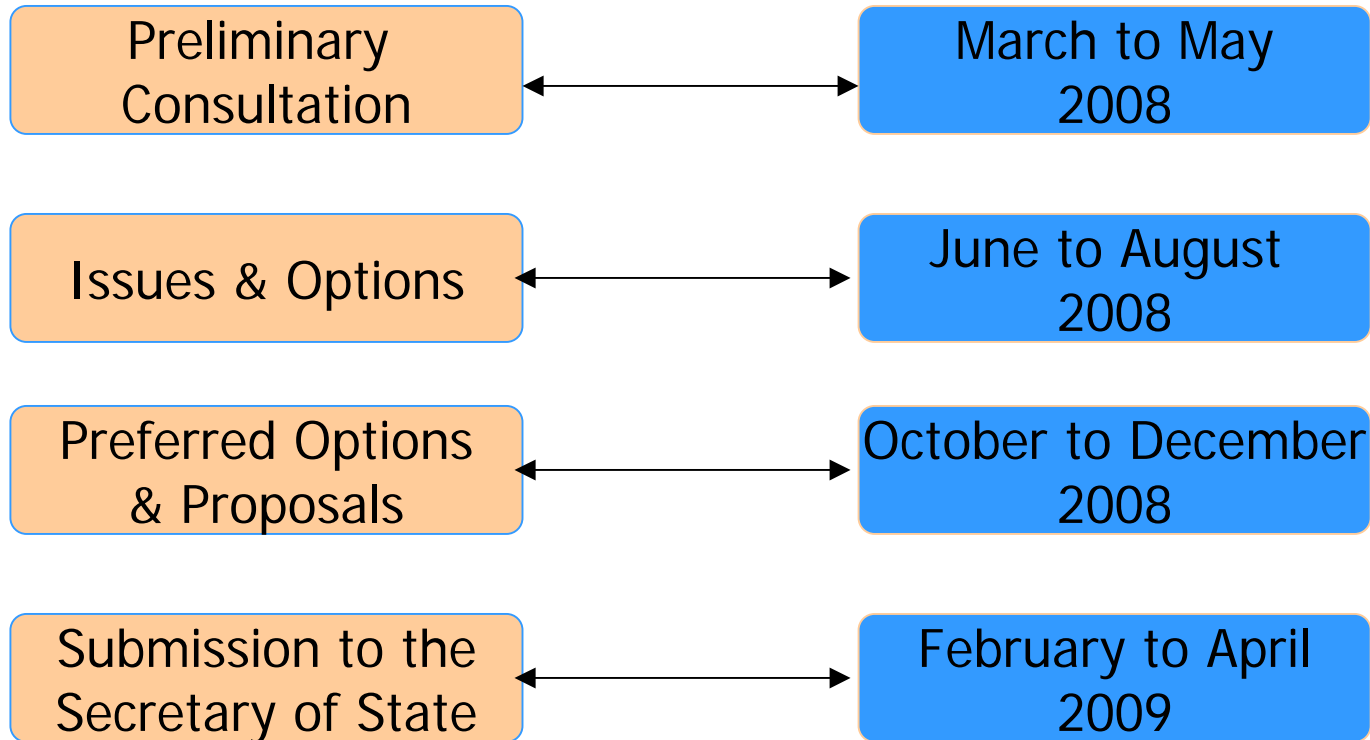 Preliminary
Consultation
March to May
2008
Issues & Options
June to August
2008
Preferred Options
& Proposals
October to December
2008
Submission to the
Secretary of State
February to April
2009